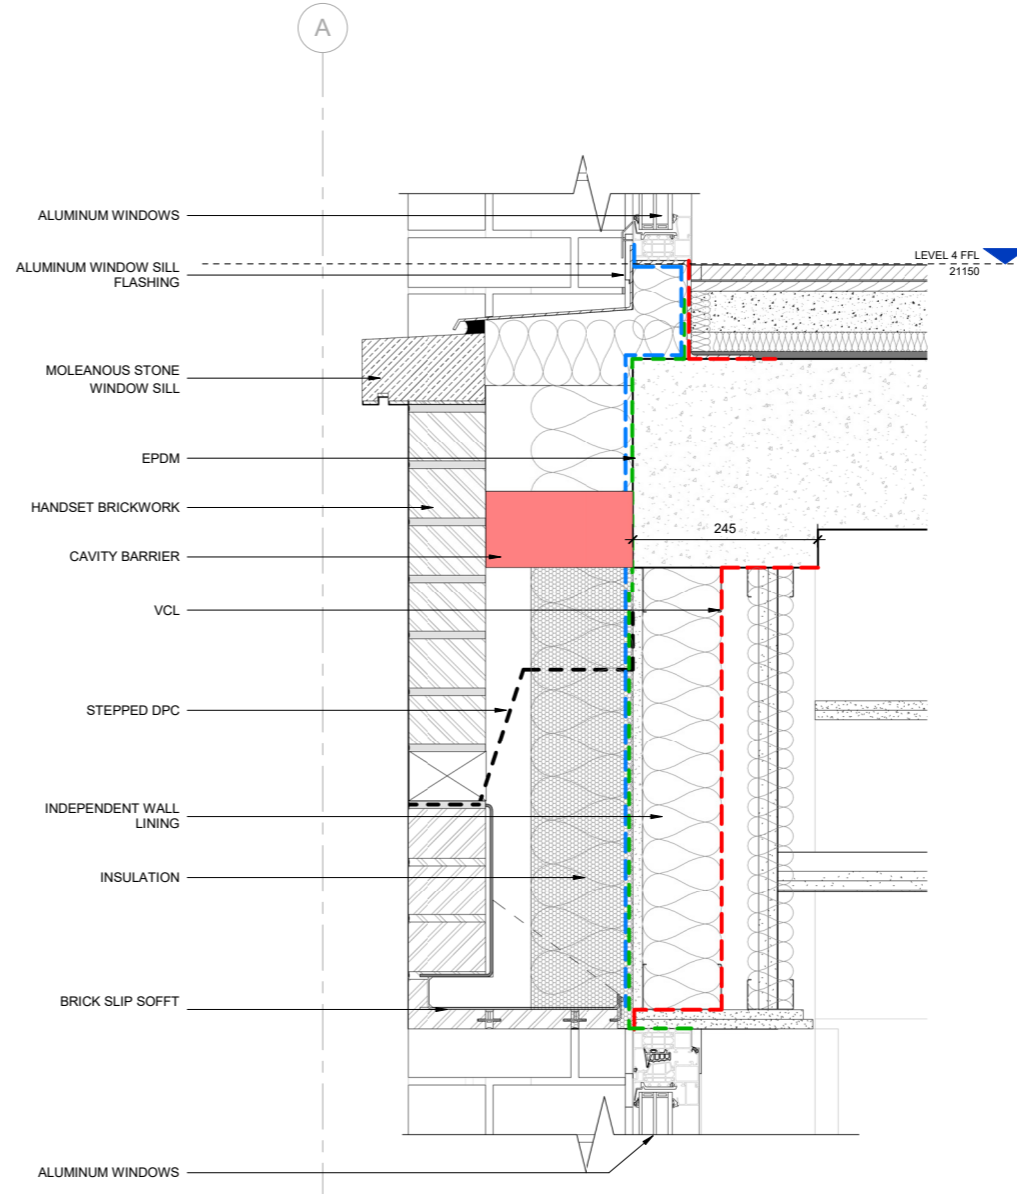 A
ALUMINUM WINDOWS
LEVEL 4 FFL
21150
ALUMINUM WINDOW SILL
FLASHING
MOLEANOUS STONE
WINDOW SILL
EPDM
HANDSET BRICKWORK
245
CAVITY BARRIER
VCL
STEPPED DPC
INDEPENDENT WALL
LINING
INSULATION
BRICK SLIP SOFFT
ALUMINUM WINDOWS